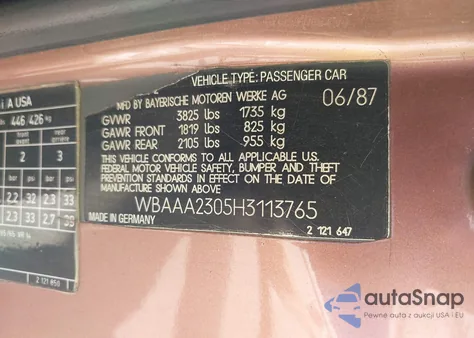 VEHICLE TYPE: PASSENGER CAR
MFD BY BAYERISCHE MOTOREN WERKE AG 06/87
GVWR 3825 lbs 1735 kg
GAWR FRONT 1819 lbs 825 kg
GAWR REAR 2105 lbs 955 kg
THIS VEHICLE CONFORMS TO ALL APPLICABLE U.S.
FEDERAL MOTOR VEHICLE SAFETY, BUMPER AND THEFT
PREVENTION STANDARDS IN EFFECT ON THE DATE OF
MANUFACTURE SHOWN ABOVE.
WBAAA2305H3113765
MADE IN GERMANY 2 121 647
A USA
446/426 kg
2 3
2.2 32 2.2 32
2.3 33 2.7
2 121 650
autoSnap
Pewne auta z aukcji USA i EU